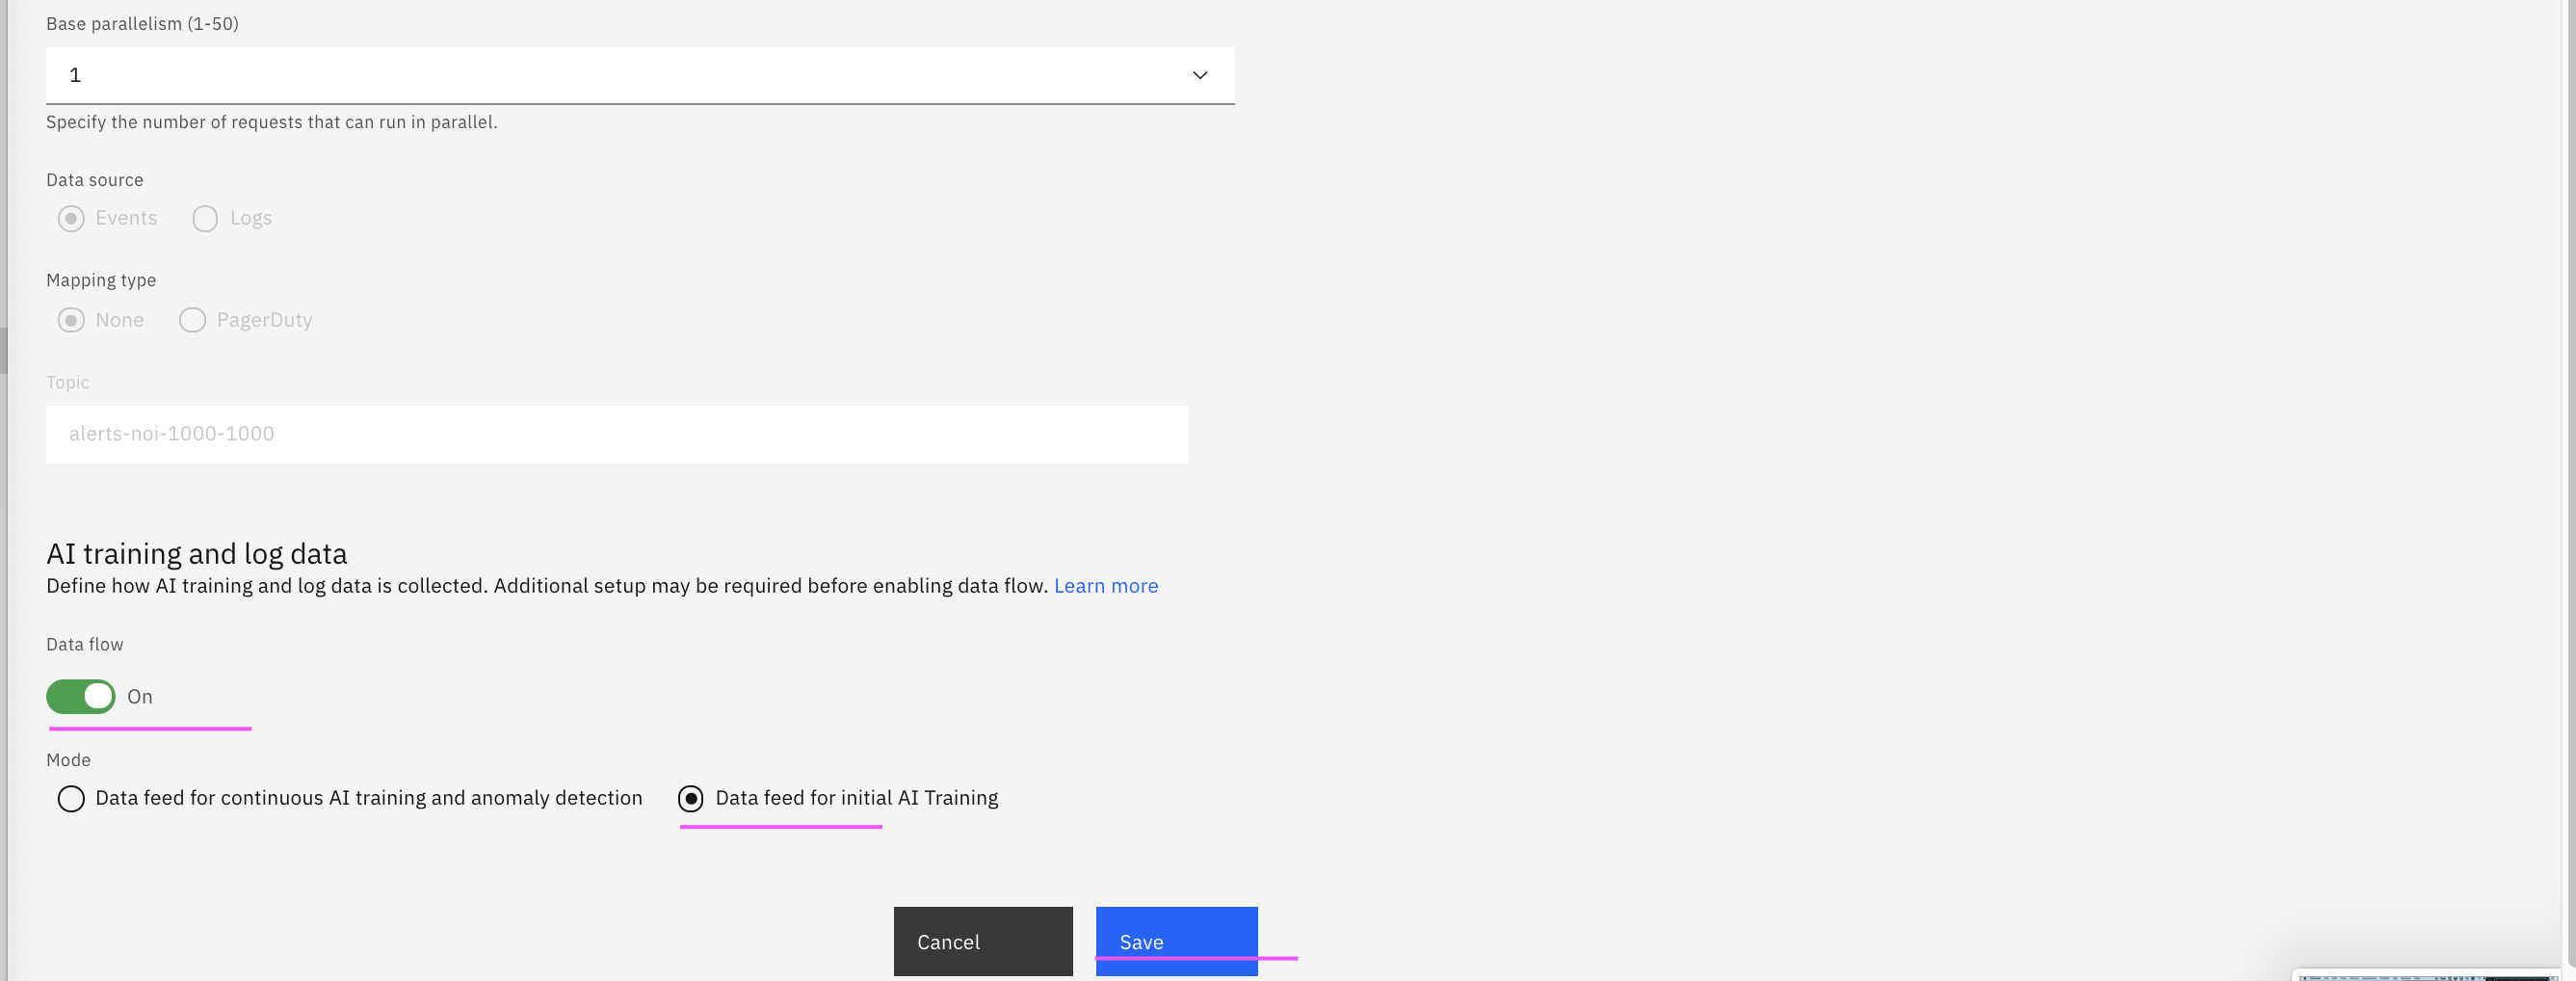 Base parallelism (1-50)
1
Specify the number of requests that can run in parallel.
Data source
Events Logs
Mapping type
None PagerDuty
Topic
alerts-noi-1000-1000
AI training and log data
Define how AI training and log data is collected. Additional setup may be required before enabling data flow. Learn more
Data flow
On
Mode
Data feed for continuous AI training and anomaly detection Data feed for initial AI Training
Cancel Save